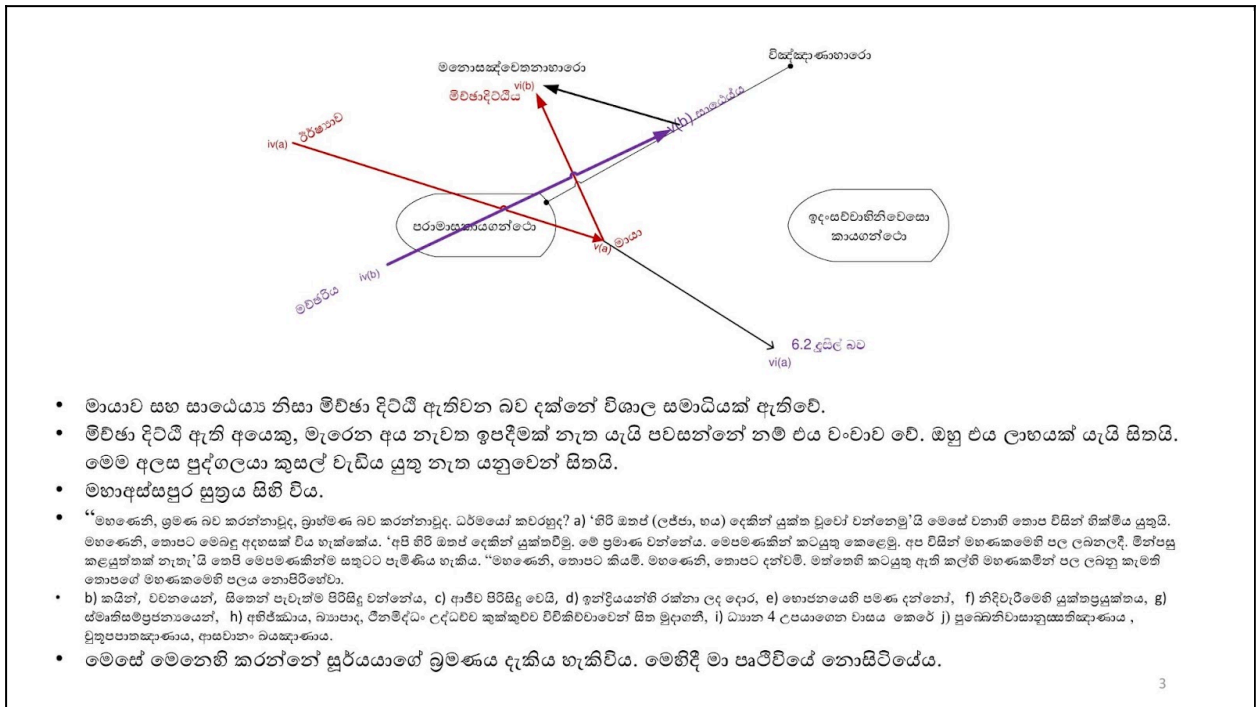 විඤ්ඤාණාහාරො
මනොසඤ්චෙතනාහාරො
vi(b)
මිච්ඡාදිට්ඨිය
v(b) සාඨෙය්ය
ඊර්ෂ්‍යාව
iv(a)
පරාමාසකායගන්ථො
ඉදංසච්චාභිනිවෙසො
කායගන්ථො
v(a) මායා
iv(b)
මච්ඡරිය
6.2 දුසිල් බව
vi(a)
• මායාව සහ සාඨෙය්‍ය නිසා මිච්ඡා දිට්ඨි ඇතිවන බව දක්නේ විශාල සමාධියක් ඇතිවේ.
• මිච්ඡා දිට්ඨි ඇති අයෙකු, මැරෙන අය නැවත ඉපදීමක් නැත යැයි පවසන්නේ නම් එය වංචාව වේ. ඔහු එය ලාභයක් යැයි සිතයි.
මෙම අලස පුද්ගලයා කුසල් වැඩිය යුතු නැත යනුවෙන් සිතයි.
• මහාඅස්සපුර සුත්‍රය සිහි විය.
• “මහණෙනි, ශ්‍රමණ බව කරන්නාවූද, බ්‍රාහ්මණ බව කරන්නාවූද. ධර්මයෝ කවරහුද? a) ‘හිරි ඔතප් (ලජ්ජා, භය) දෙකින් යුක්ත වූවෝ වන්නෙමු’යි මෙසේ වනාහි තොප විසින් හික්මිය යුතුයි.
මහණෙනි, තොපට මෙබඳු අදහසක් විය හැක්කේය. ‘අපි හිරි ඔතප් දෙකින් යුක්තවීමු. මේ ප්‍රමාණ වන්නේය. මෙපමණකින් කටයුතු කෙළෙමු. අප විසින් මහණකමෙහි පල ලබනලදී. මින්පසු
කළයුත්තක් නැතැ’යි තෙපි මෙපමණකින්ම සතුටට පැමිණිය හැකිය. “මහණෙනි, තොපට කියමි. මහණෙනි, තොපට දන්වමි. මත්තෙහි කටයුතු ඇති කල්හි මහණකමින් පල ලබනු කැමති
තොපගේ මහණකමෙහි පලය නොපිරිහේවා.
• b) කයින්, වචනයෙන්, සිතෙන් පැවැත්ම පිරිසිදු වන්නේය, c) ආජීව පිරිසිදු වෙයි, d) ඉන්ද්‍රියයන්හි රක්නා ලද දොර, e) භොජනයෙහි පමණ දන්නෝ, f) නිදිවැරීමෙහි යුක්තප්‍රයුක්තය, g)
ස්මෘතිසම්ප්‍රජන්‍යයෙන්, h) අභිජ්ඣාය, බ්‍යාපාද, ථිනමිද්ධං උද්ධච්ච කුක්කුච්ච විචිකිච්චාවෙන් සිත මුදාගනී, i) ධ්‍යාන 4 උපයාගෙන වාසය කෙරේ j) පුබ්බෙනිවාසානුස්සතිඤාණාය ,
චුතූපපාතඤාණාය, ආසවානං ඛයඤාණාය.
• මෙසේ මෙනෙහි කරන්නේ සූර්යයාගේ භ්‍රමණය දැකිය හැකිවිය. මෙහිදී මා පෘථිවියේ නොසිටියේය.
3